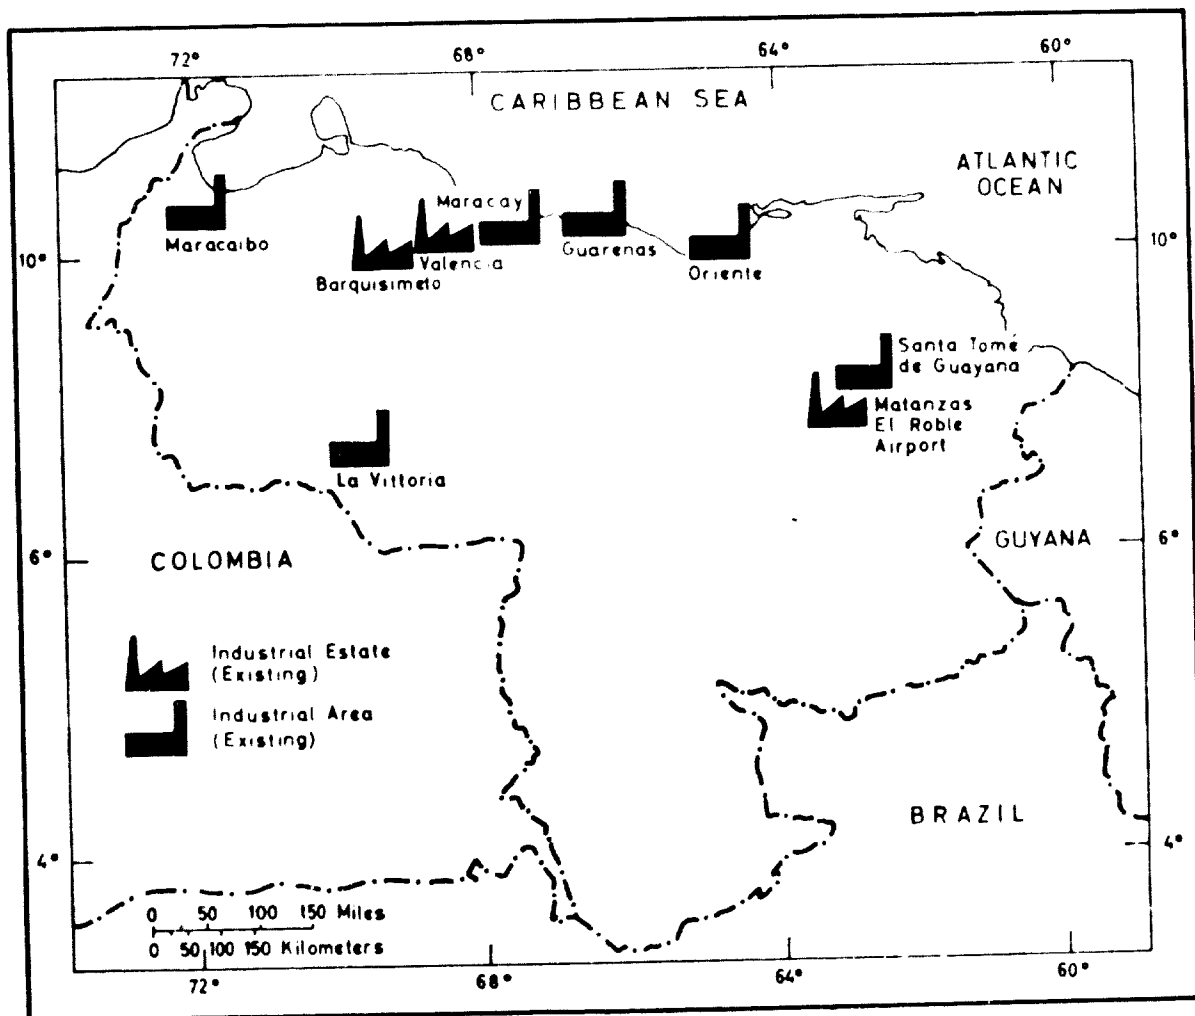 72° 68° 64° 60°
CARIBBEAN SEA
ATLANTIC
OCEAN
Maracay
Maracaibo
Valencia
Guarenas
Oriente
Barquisimeto
10° 10°
Santa Tomé
de Guayana
Matanzas
El Roble
Airport
La Vittoria
6° COLOMBIA
GUYANA 6°
Industrial Estate
(Existing)
Industrial Area
(Existing)
BRAZIL
4° 4°
0 50 100 150 Miles
0 50 100 150 Kilometers
72° 68° 64° 60°